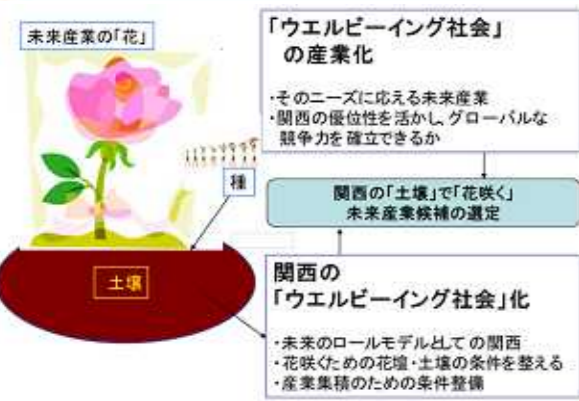 未来産業の「花」
「ウエルビーイング社会」
の産業化
・そのニーズに応える未来産業
・関西の優位性を活かし、グローバルな
競争力を確立できるか
種
関西の「土壌」で「花咲く」
未来産業候補の選定
土壌
関西の
「ウエルビーイング社会」化
・未来のロールモデルとしての関西
・花咲くための花壇・土壌の条件を整える
・産業集積のための条件整備